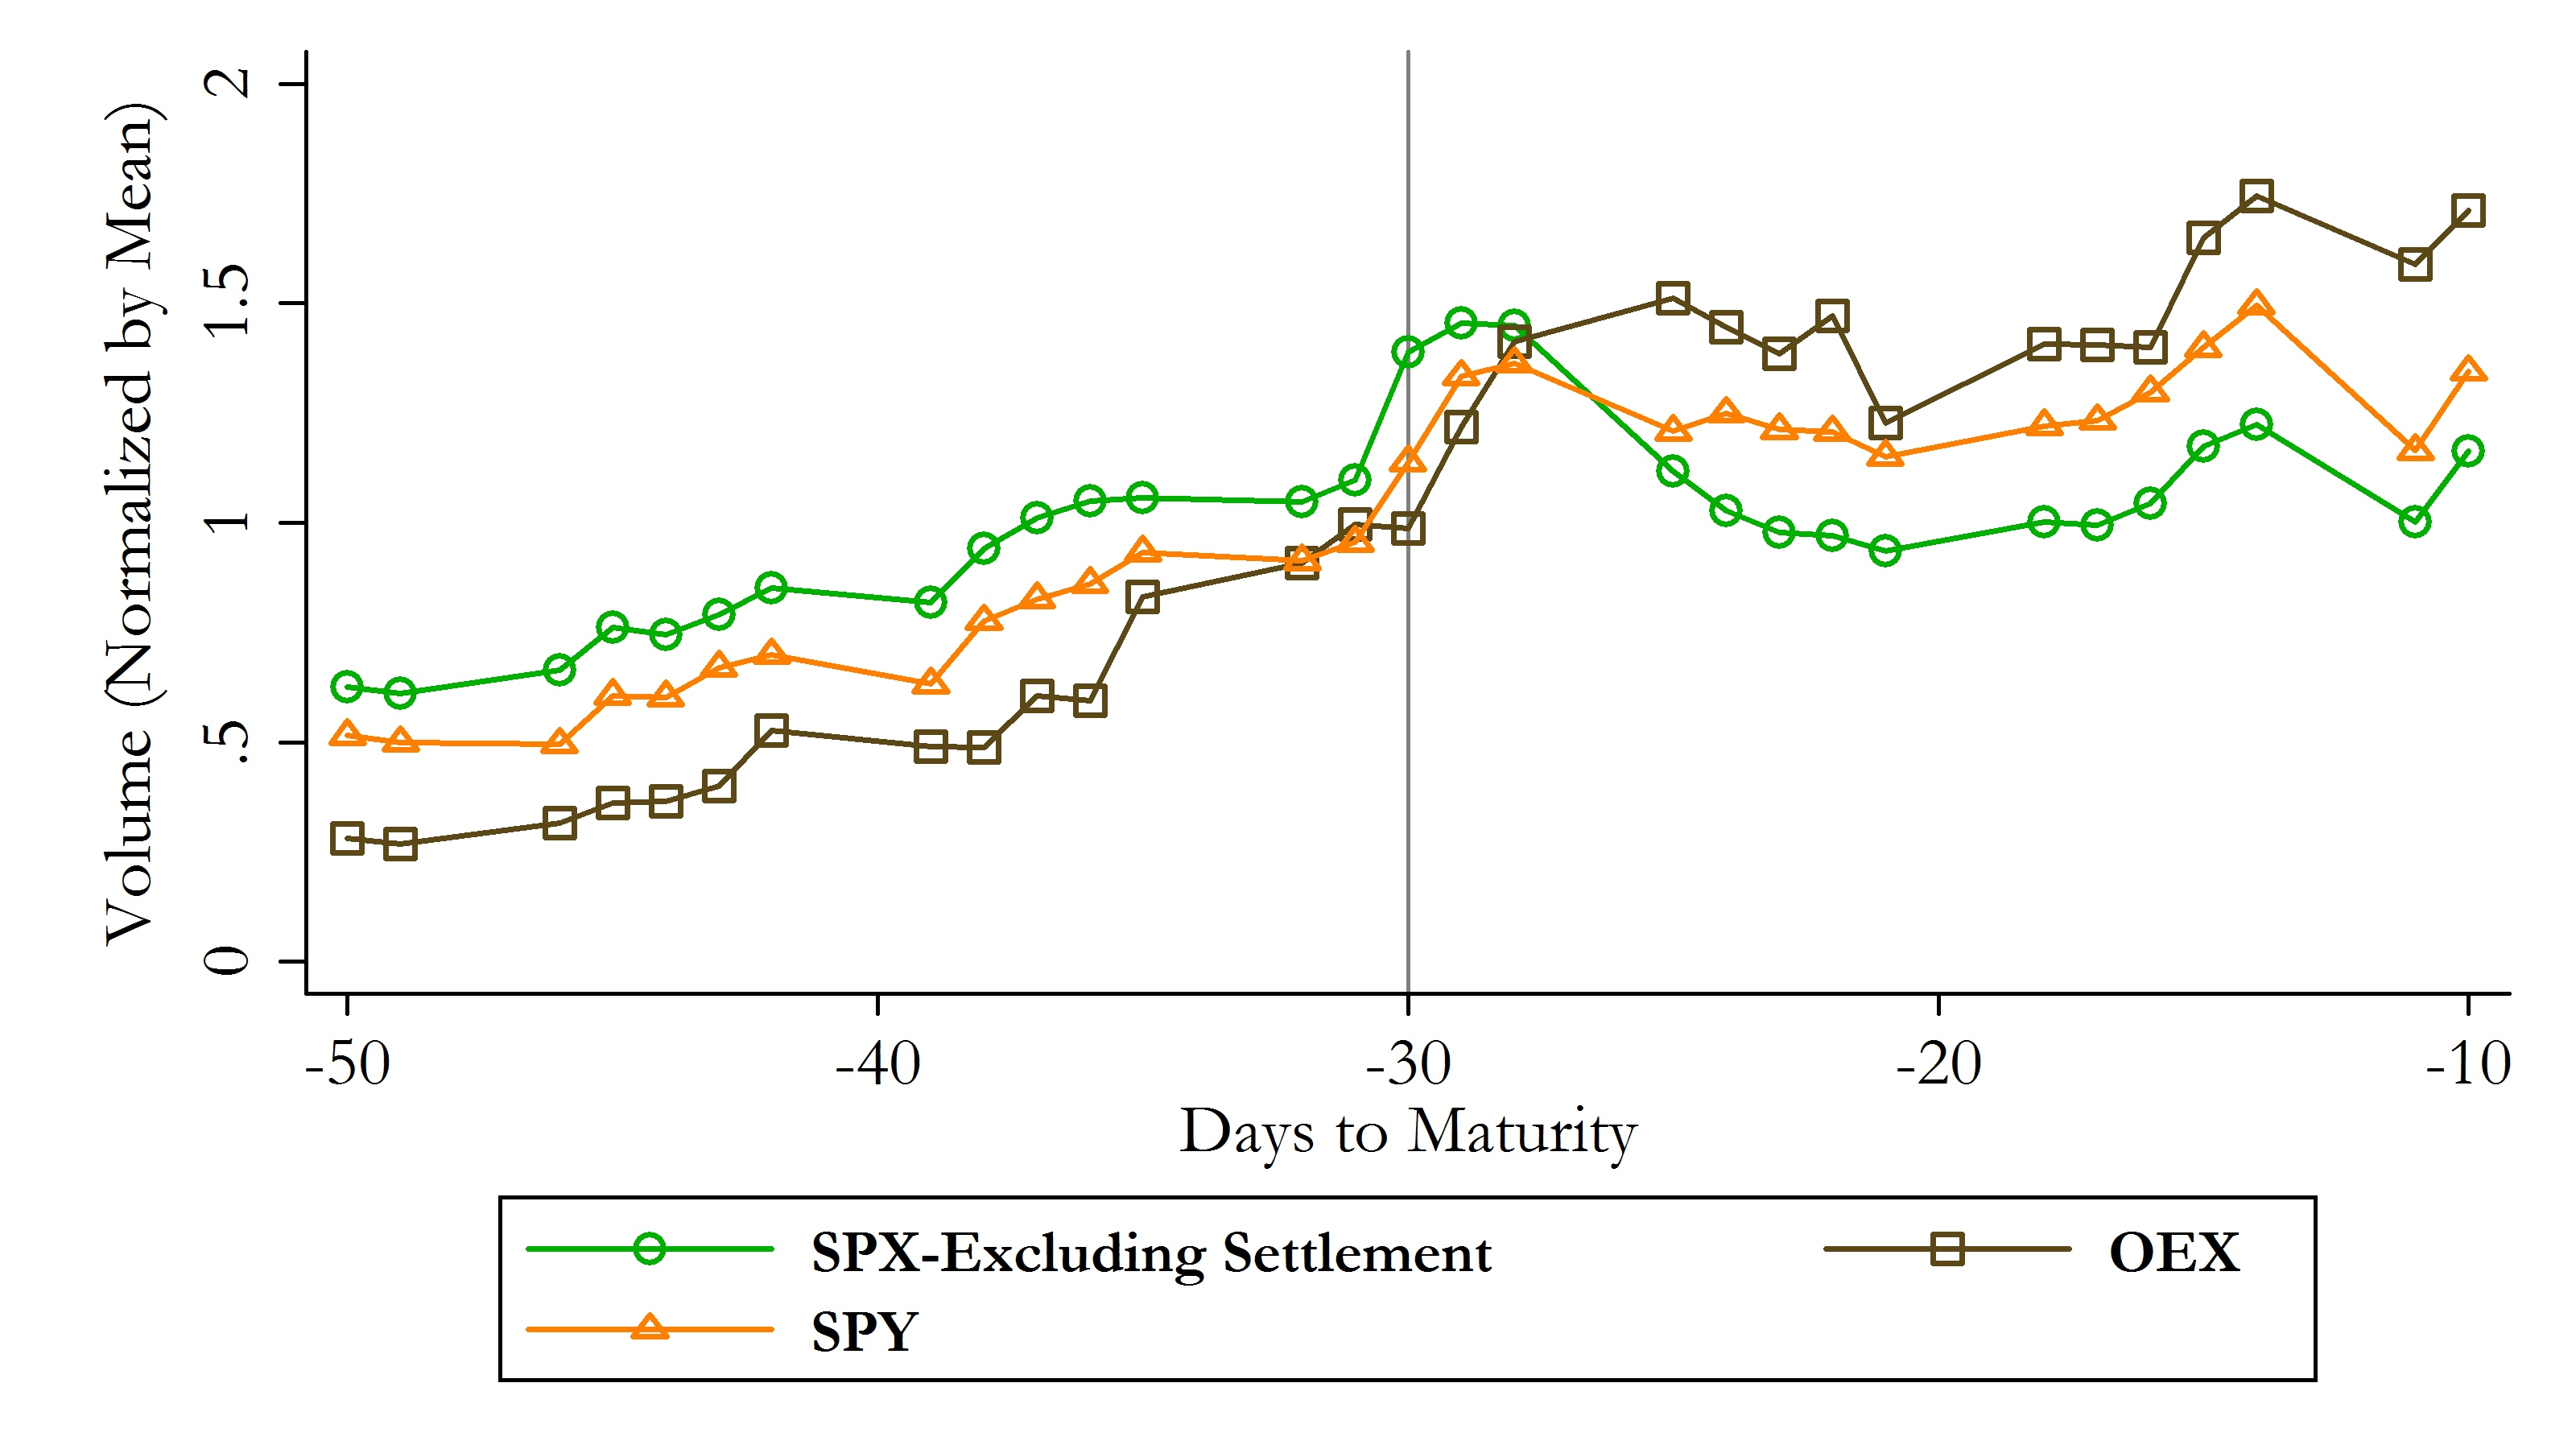 Volume (Normalized by Mean)
2
1.5
1
.5
0
-50 -40 -30 -20 -10
Days to Maturity
SPX-Excluding Settlement OEX
SPY